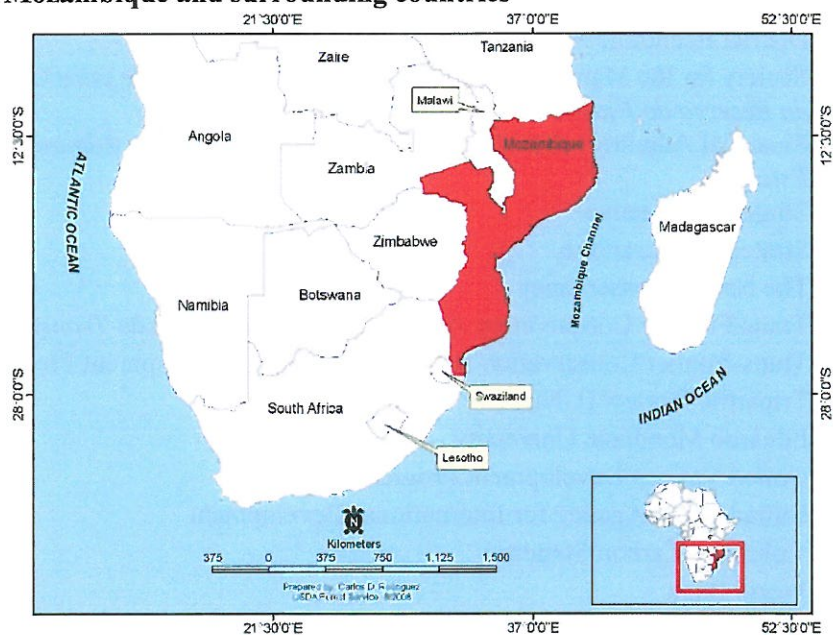 Mozambique and surrounding countries
21°30'0"E
37°0'0"E
52°30'0"E
Tanzania
Zaire
Malawi
12°30'0"S
12°30'0"S
Angola
Mozambique
Zambia
ATLANTIC OCEAN
Madagascar
Zimbabwe
Mozambique Channel
Namibia
Botswana
28°0'0"S
28°0'0"S
Swaziland
South Africa
INDIAN OCEAN
Lesotho
N
Kilometers
375 0 375 750 1,125 1,500
Prepared by: Carlos D. Rodriguez
USDA Forest Service
21°30'0"E
37°0'0"E
52°30'0"E